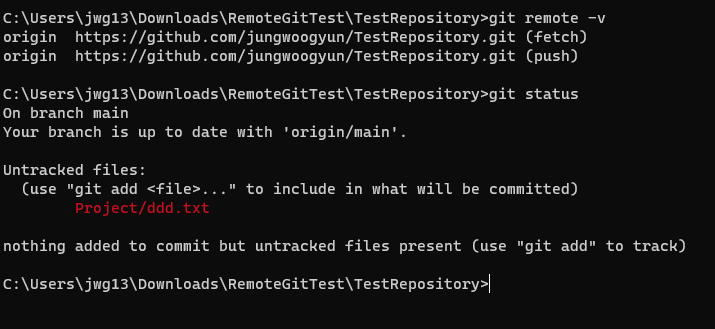 C:\Users\jwg13\Downloads\RemoteGitTest\TestRepository>git remote -v
origin  https://github.com/jungwoogyun/TestRepository.git (fetch)
origin  https://github.com/jungwoogyun/TestRepository.git (push)
C:\Users\jwg13\Downloads\RemoteGitTest\TestRepository>git status
On branch main
Your branch is up to date with 'origin/main'.
Untracked files:
  (use "git add <file>..." to include in what will be committed)
        Project/ddd.txt
nothing added to commit but untracked files present (use "git add" to track)
C:\Users\jwg13\Downloads\RemoteGitTest\TestRepository>